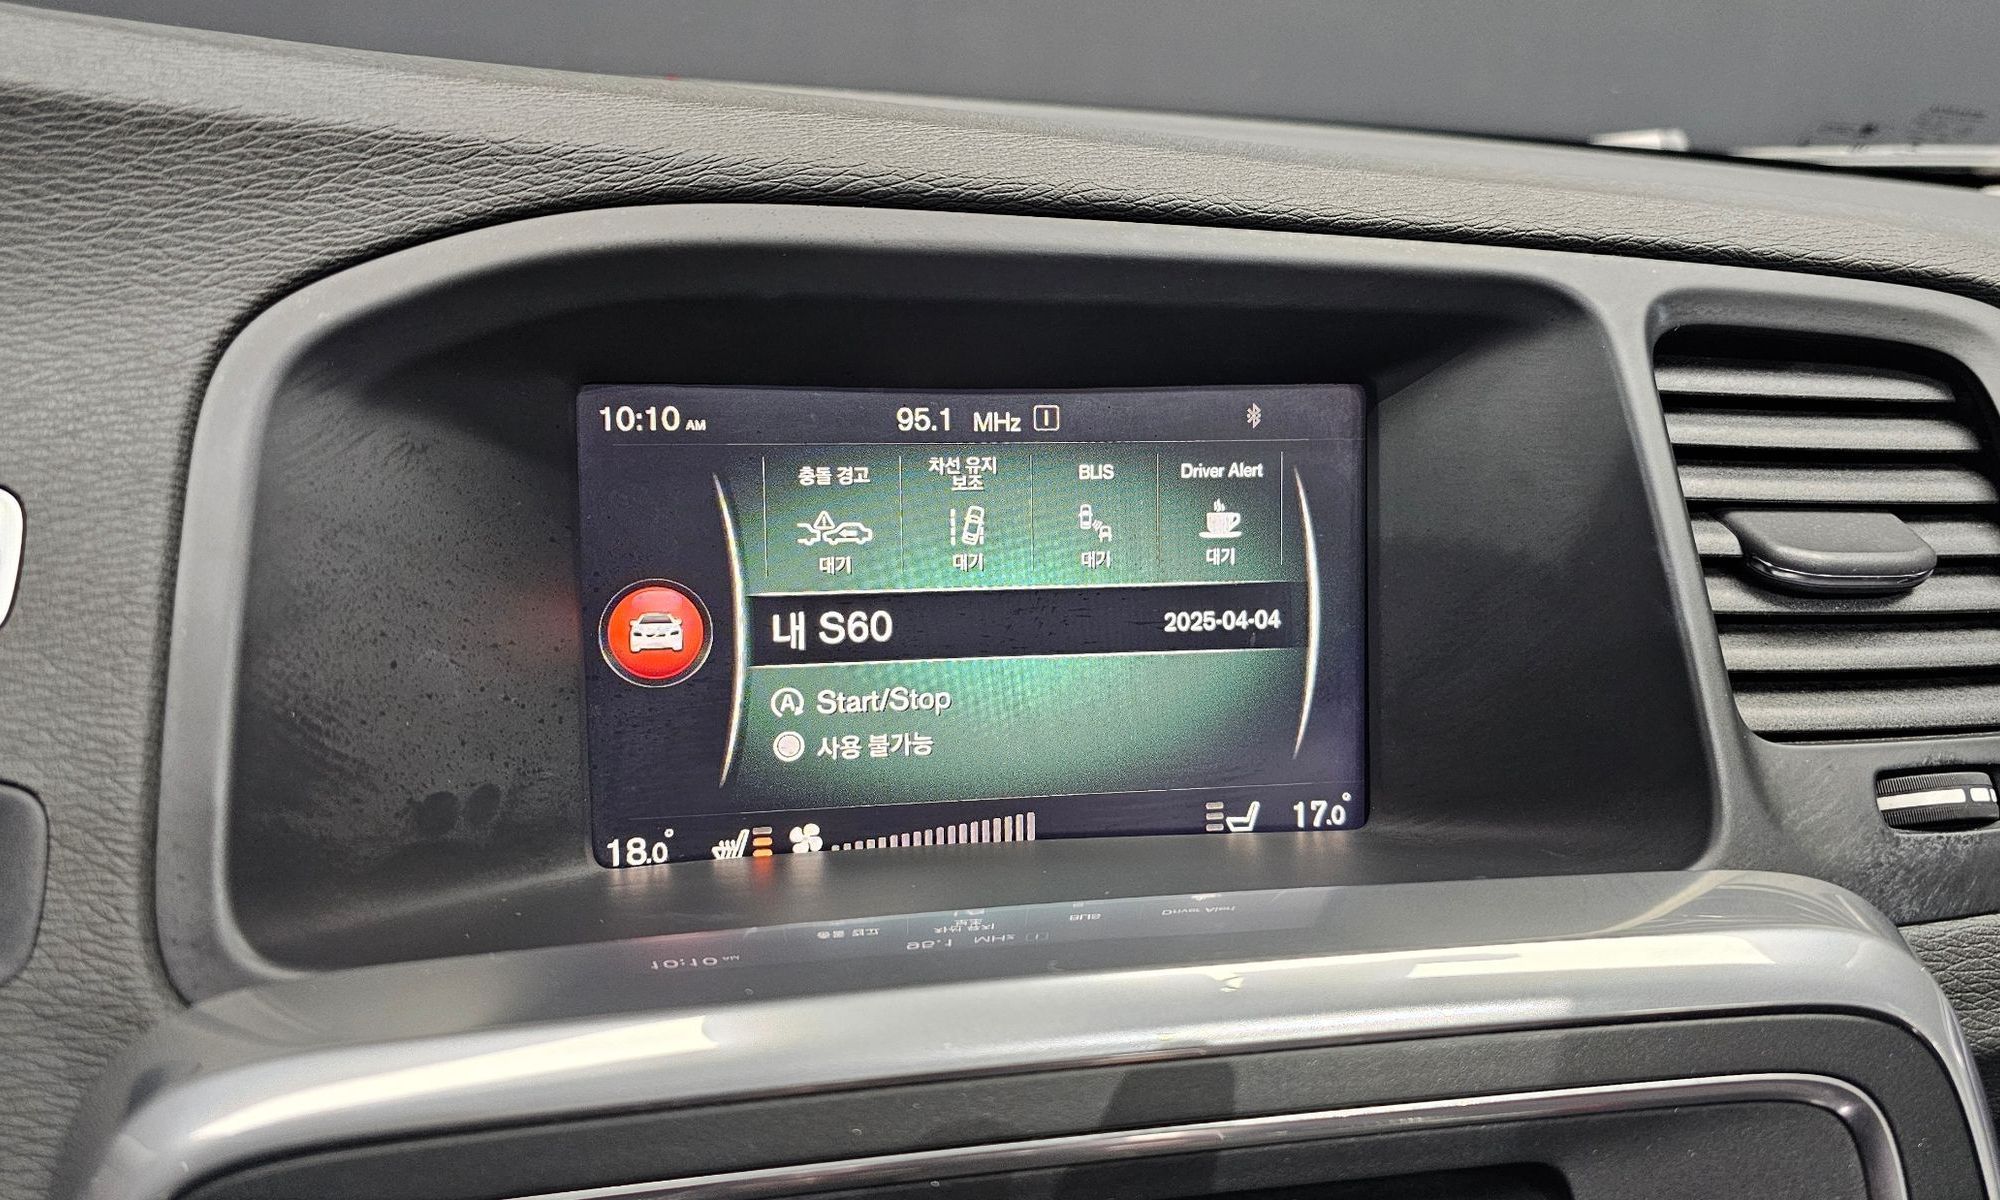 10:10 AM 95.1 MHz I
충돌 경고
차선 유지
보조
BLIS
Driver Alert
대기
대기
대기
대기
내 S60 2025-04-04
A Start/Stop
사용 불가능
18.0° 17.0°